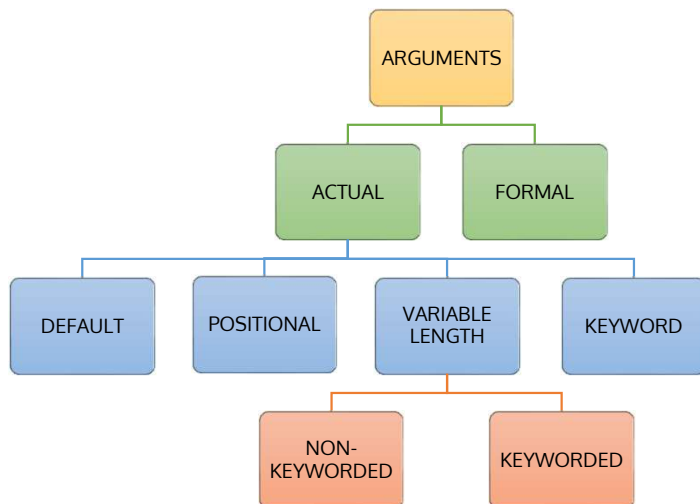 ARGUMENTS
ACTUAL
FORMAL
DEFAULT
POSITIONAL
VARIABLE
LENGTH
KEYWORD
NON-
KEYWORDED
KEYWORDED